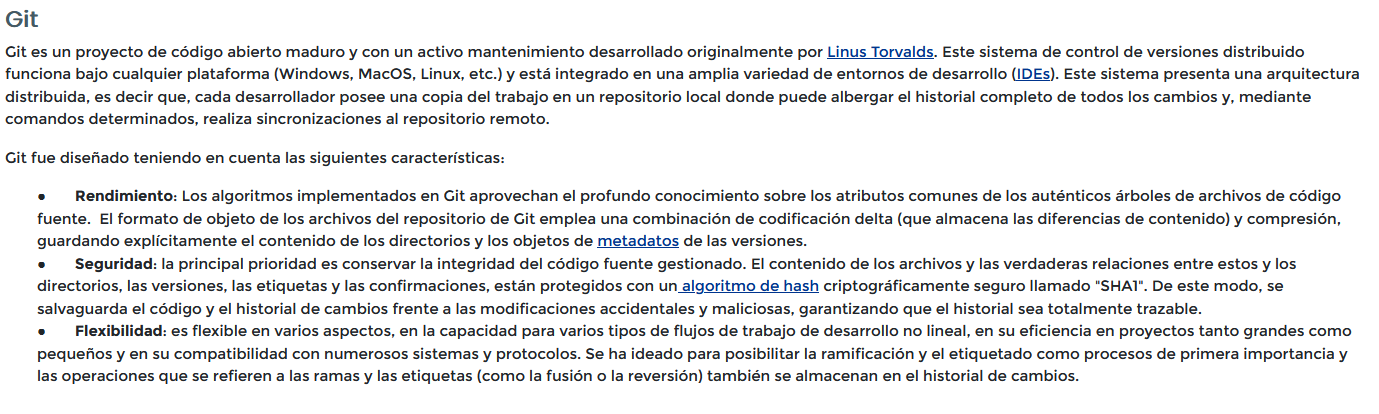 Git
Git es un proyecto de código abierto maduro y con un activo mantenimiento desarrollado originalmente por Linus Torvalds. Este sistema de control de versiones distribuido
funciona bajo cualquier plataforma (Windows, MacOS, Linux, etc.) y está integrado en una amplia variedad de entornos de desarrollo (IDEs). Este sistema presenta una arquitectura
distribuida, es decir que, cada desarrollador posee una copia del trabajo en un repositorio local donde puede albergar el historial completo de todos los cambios y, mediante
comandos determinados, realiza sincronizaciones al repositorio remoto.
Git fue diseñado teniendo en cuenta las siguientes características:
● Rendimiento: Los algoritmos implementados en Git aprovechan el profundo conocimiento sobre los atributos comunes de los auténticos árboles de archivos de código
fuente. El formato de objeto de los archivos del repositorio de Git emplea una combinación de codificación delta (que almacena las diferencias de contenido) y compresión,
guardando explícitamente el contenido de los directorios y los objetos de metadatos de las versiones.
● Seguridad: la principal prioridad es conservar la integridad del código fuente gestionado. El contenido de los archivos y las verdaderas relaciones entre estos y los
directorios, las versiones, las etiquetas y las confirmaciones, están protegidos con un algoritmo de hash criptográficamente seguro llamado "SHA1". De este modo, se
salvaguarda el código y el historial de cambios frente a las modificaciones accidentales y maliciosas, garantizando que el historial sea totalmente trazable.
● Flexibilidad: es flexible en varios aspectos, en la capacidad para varios tipos de flujos de trabajo de desarrollo no lineal, en su eficiencia en proyectos tanto grandes como
pequeños y en su compatibilidad con numerosos sistemas y protocolos. Se ha ideado para posibilitar la ramificación y el etiquetado como procesos de primera importancia y
las operaciones que se refieren a las ramas y las etiquetas (como la fusión o la reversión) también se almacenan en el historial de cambios.